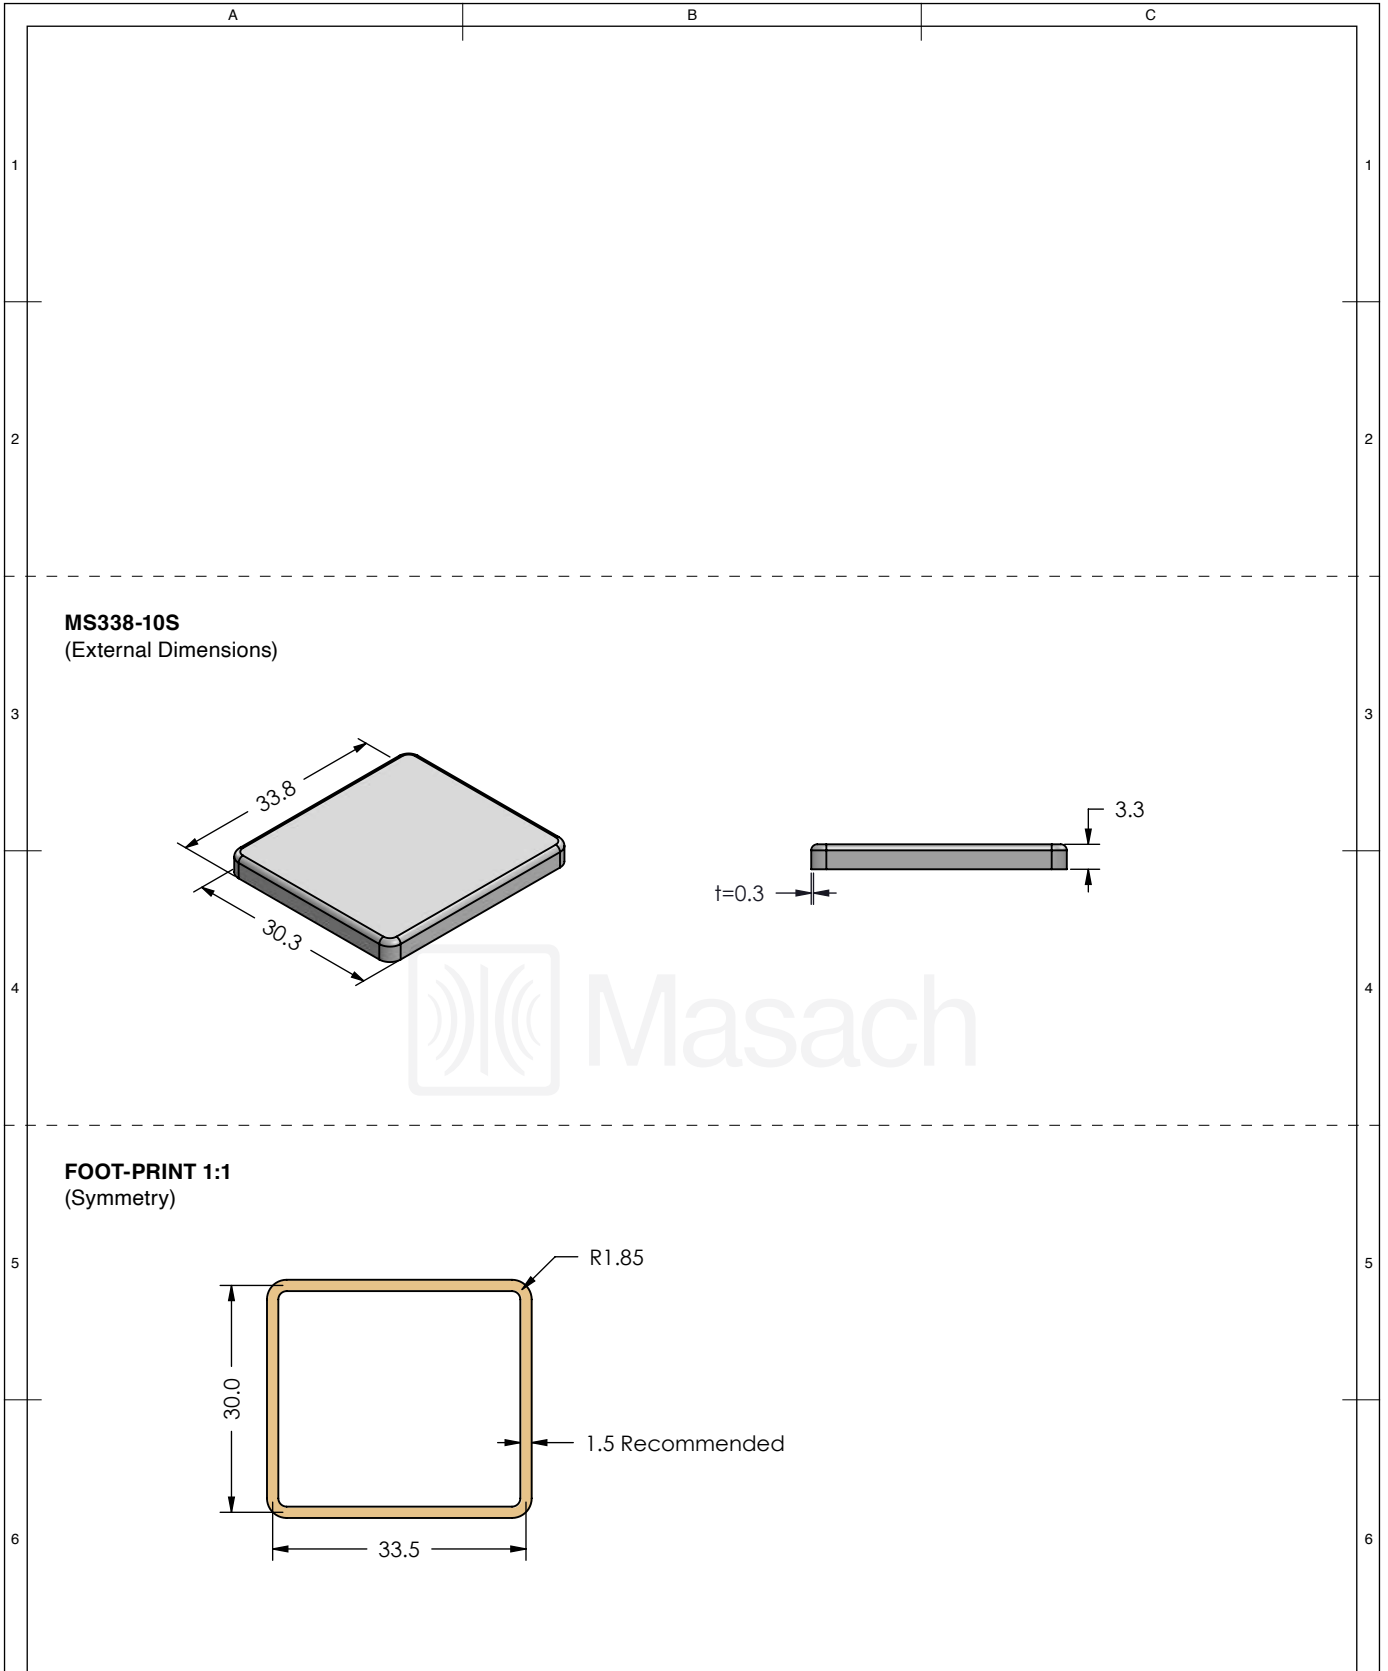 A B C
1 1
2 2
MS338-10S
(External Dimensions)
3 3
33.8
3.3
t=0.3
30.3
4 4
Masach
FOOT-PRINT 1:1
(Symmetry)
5 5
R1.85
30.0
1.5 Recommended
6 6
33.5